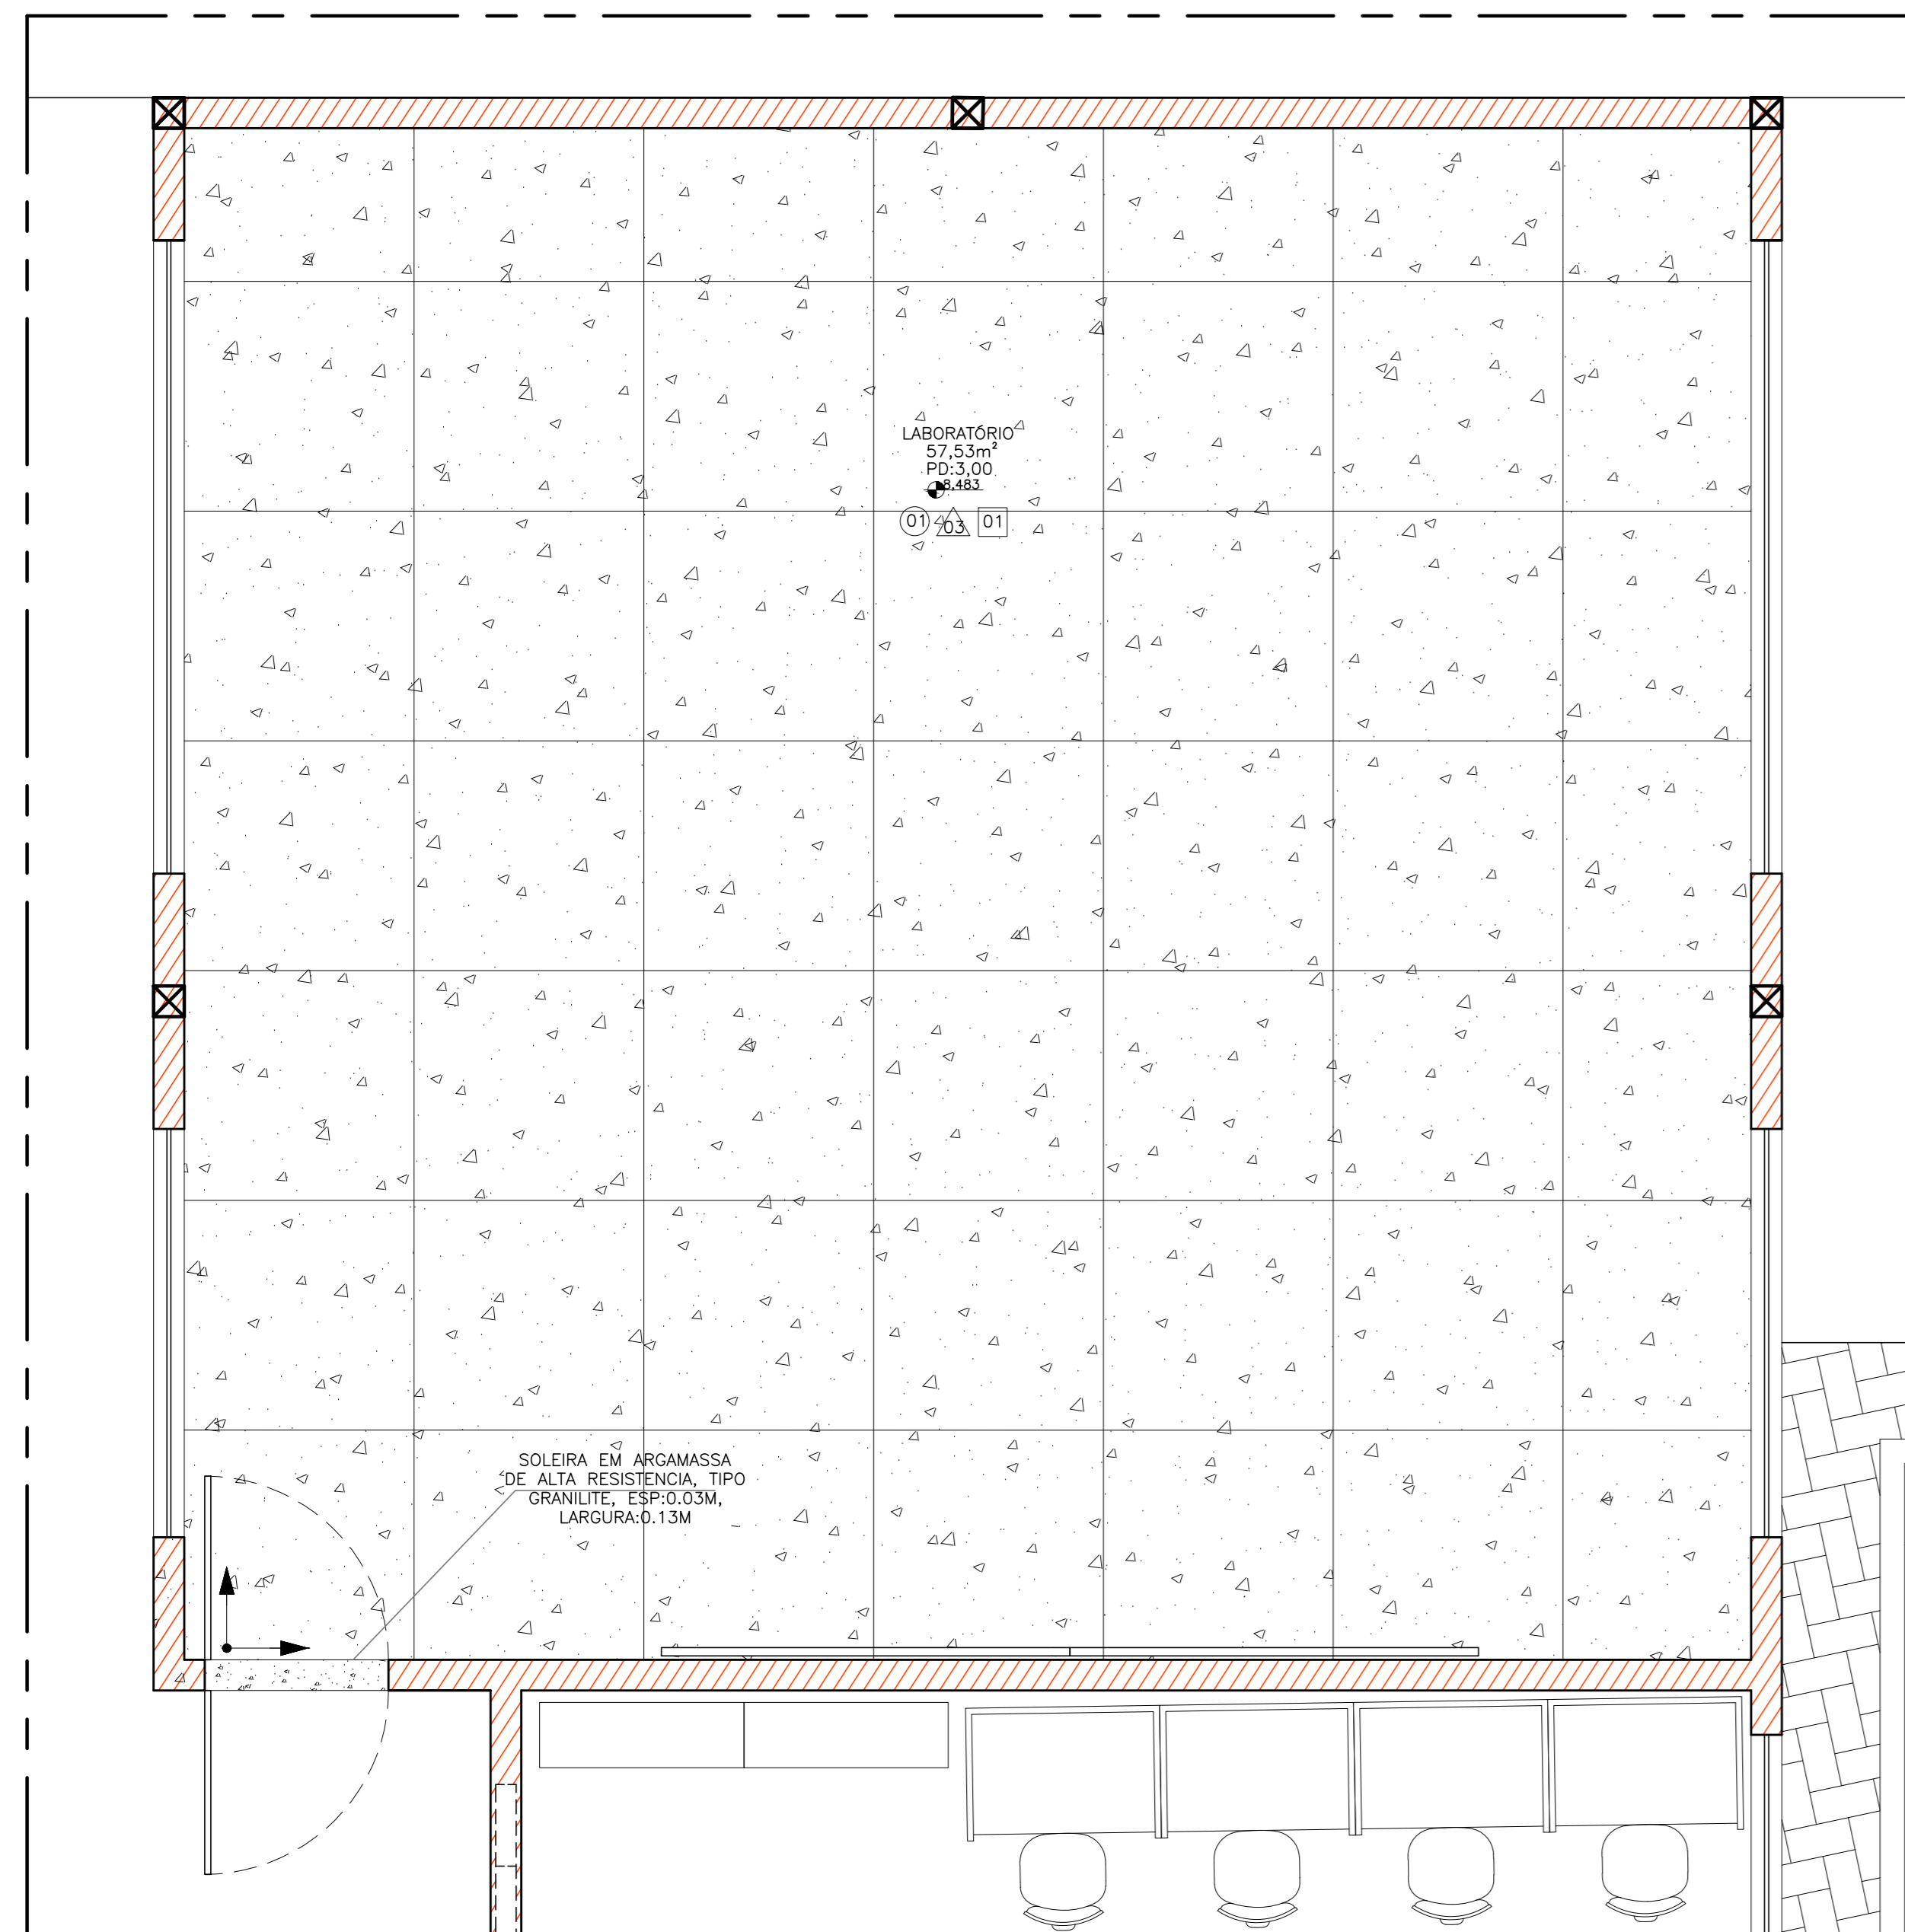 LABORATÓRIO
57,53m²
PD:3,00
8,483
01 03 01
SOLEIRA EM ARGAMASSA
DE ALTA RESISTENCIA, TIPO
GRANILITE, ESP:0.03M,
LARGURA:0.13M